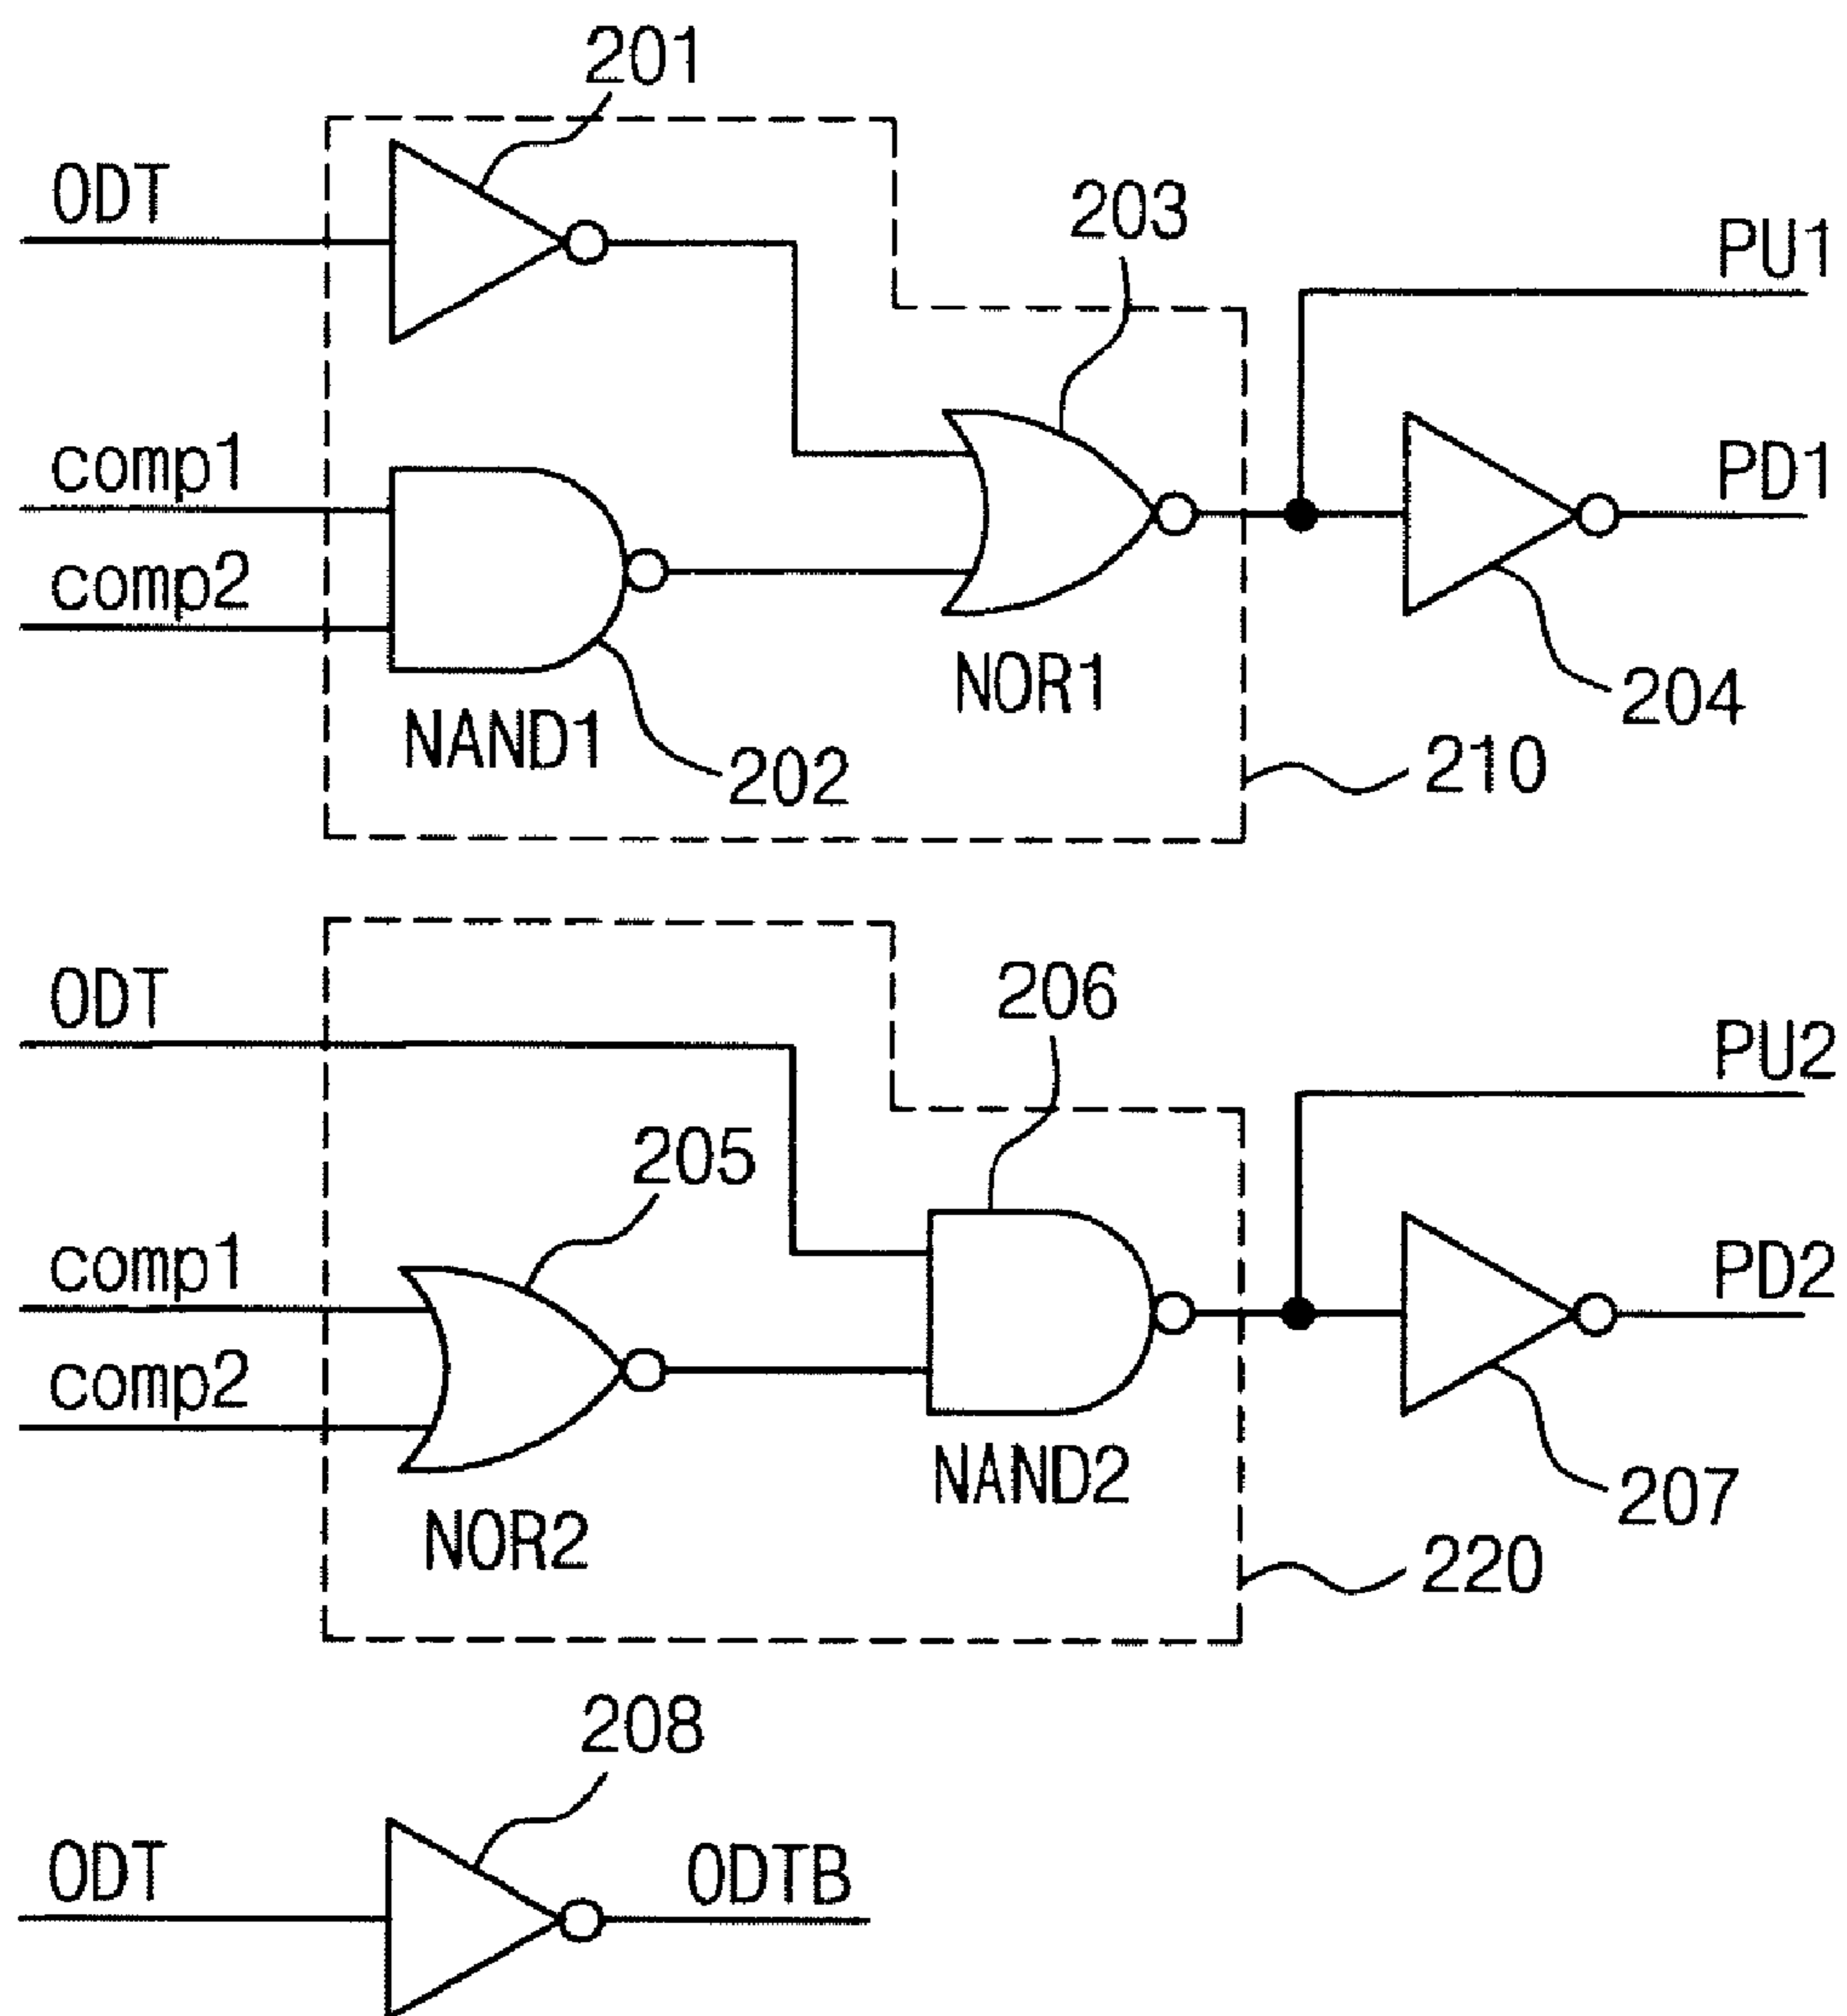 201
ODT
203
PU1
comp1
PD1
comp2
NOR1
204
NAND1
202
210
ODT
206
PU2
205
comp1
PD2
comp2
NAND2
207
NOR2
220
208
ODT
ODTB